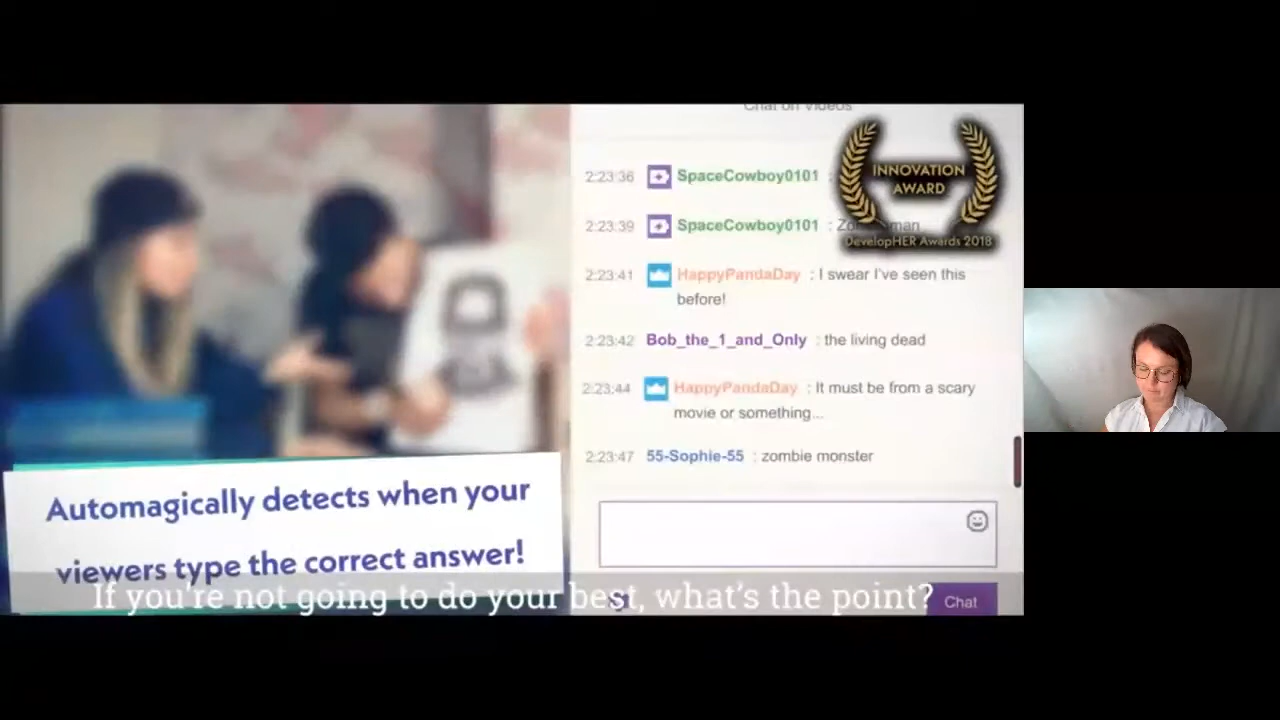 Chat on Videos
2:23:36 SpaceCowboy0101 :
INNOVATION
AWARD
2:23:39 SpaceCowboy0101 :
DevelopHER Awards 2018
2:23:41 HappyPandaDay : I swear I've seen this
before!
2:23:42 Bob_the_1_and_Only : the living dead
2:23:44 HappyPandaDay : It must be from a scary
movie or something...
2:23:47 55-Sophie-55 : zombie monster
Automagically detects when your
viewers type the correct answer!
If you're not going to do your best, what's the point?
Chat